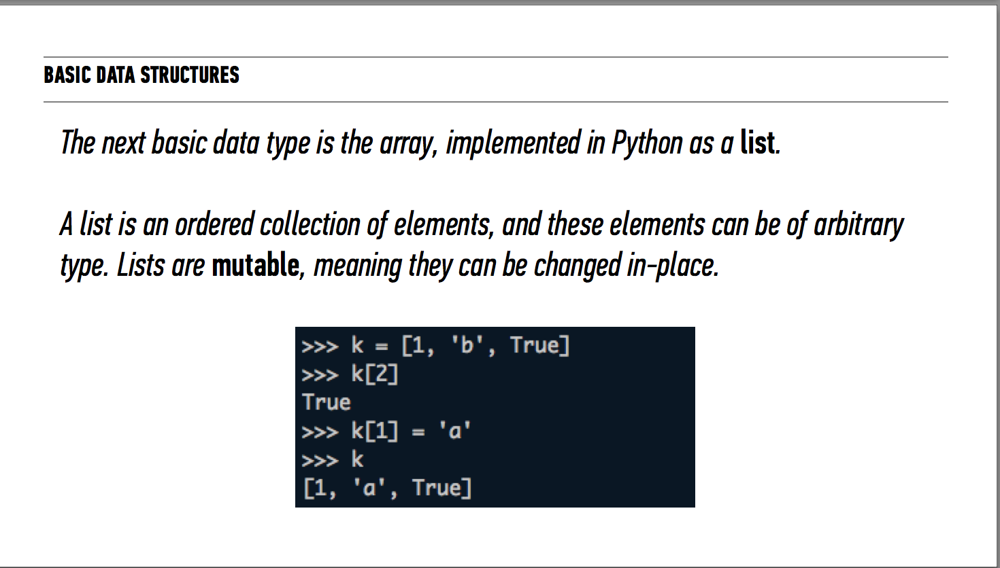 BASIC DATA STRUCTURES
The next basic data type is the array, implemented in Python as a list.
A list is an ordered collection of elements, and these elements can be of arbitrary
type. Lists are mutable, meaning they can be changed in-place.
>>> k = [1, 'b', True]
>>> k[2]
True
>>> k[1] = 'a'
>>> k
[1, 'a', True]